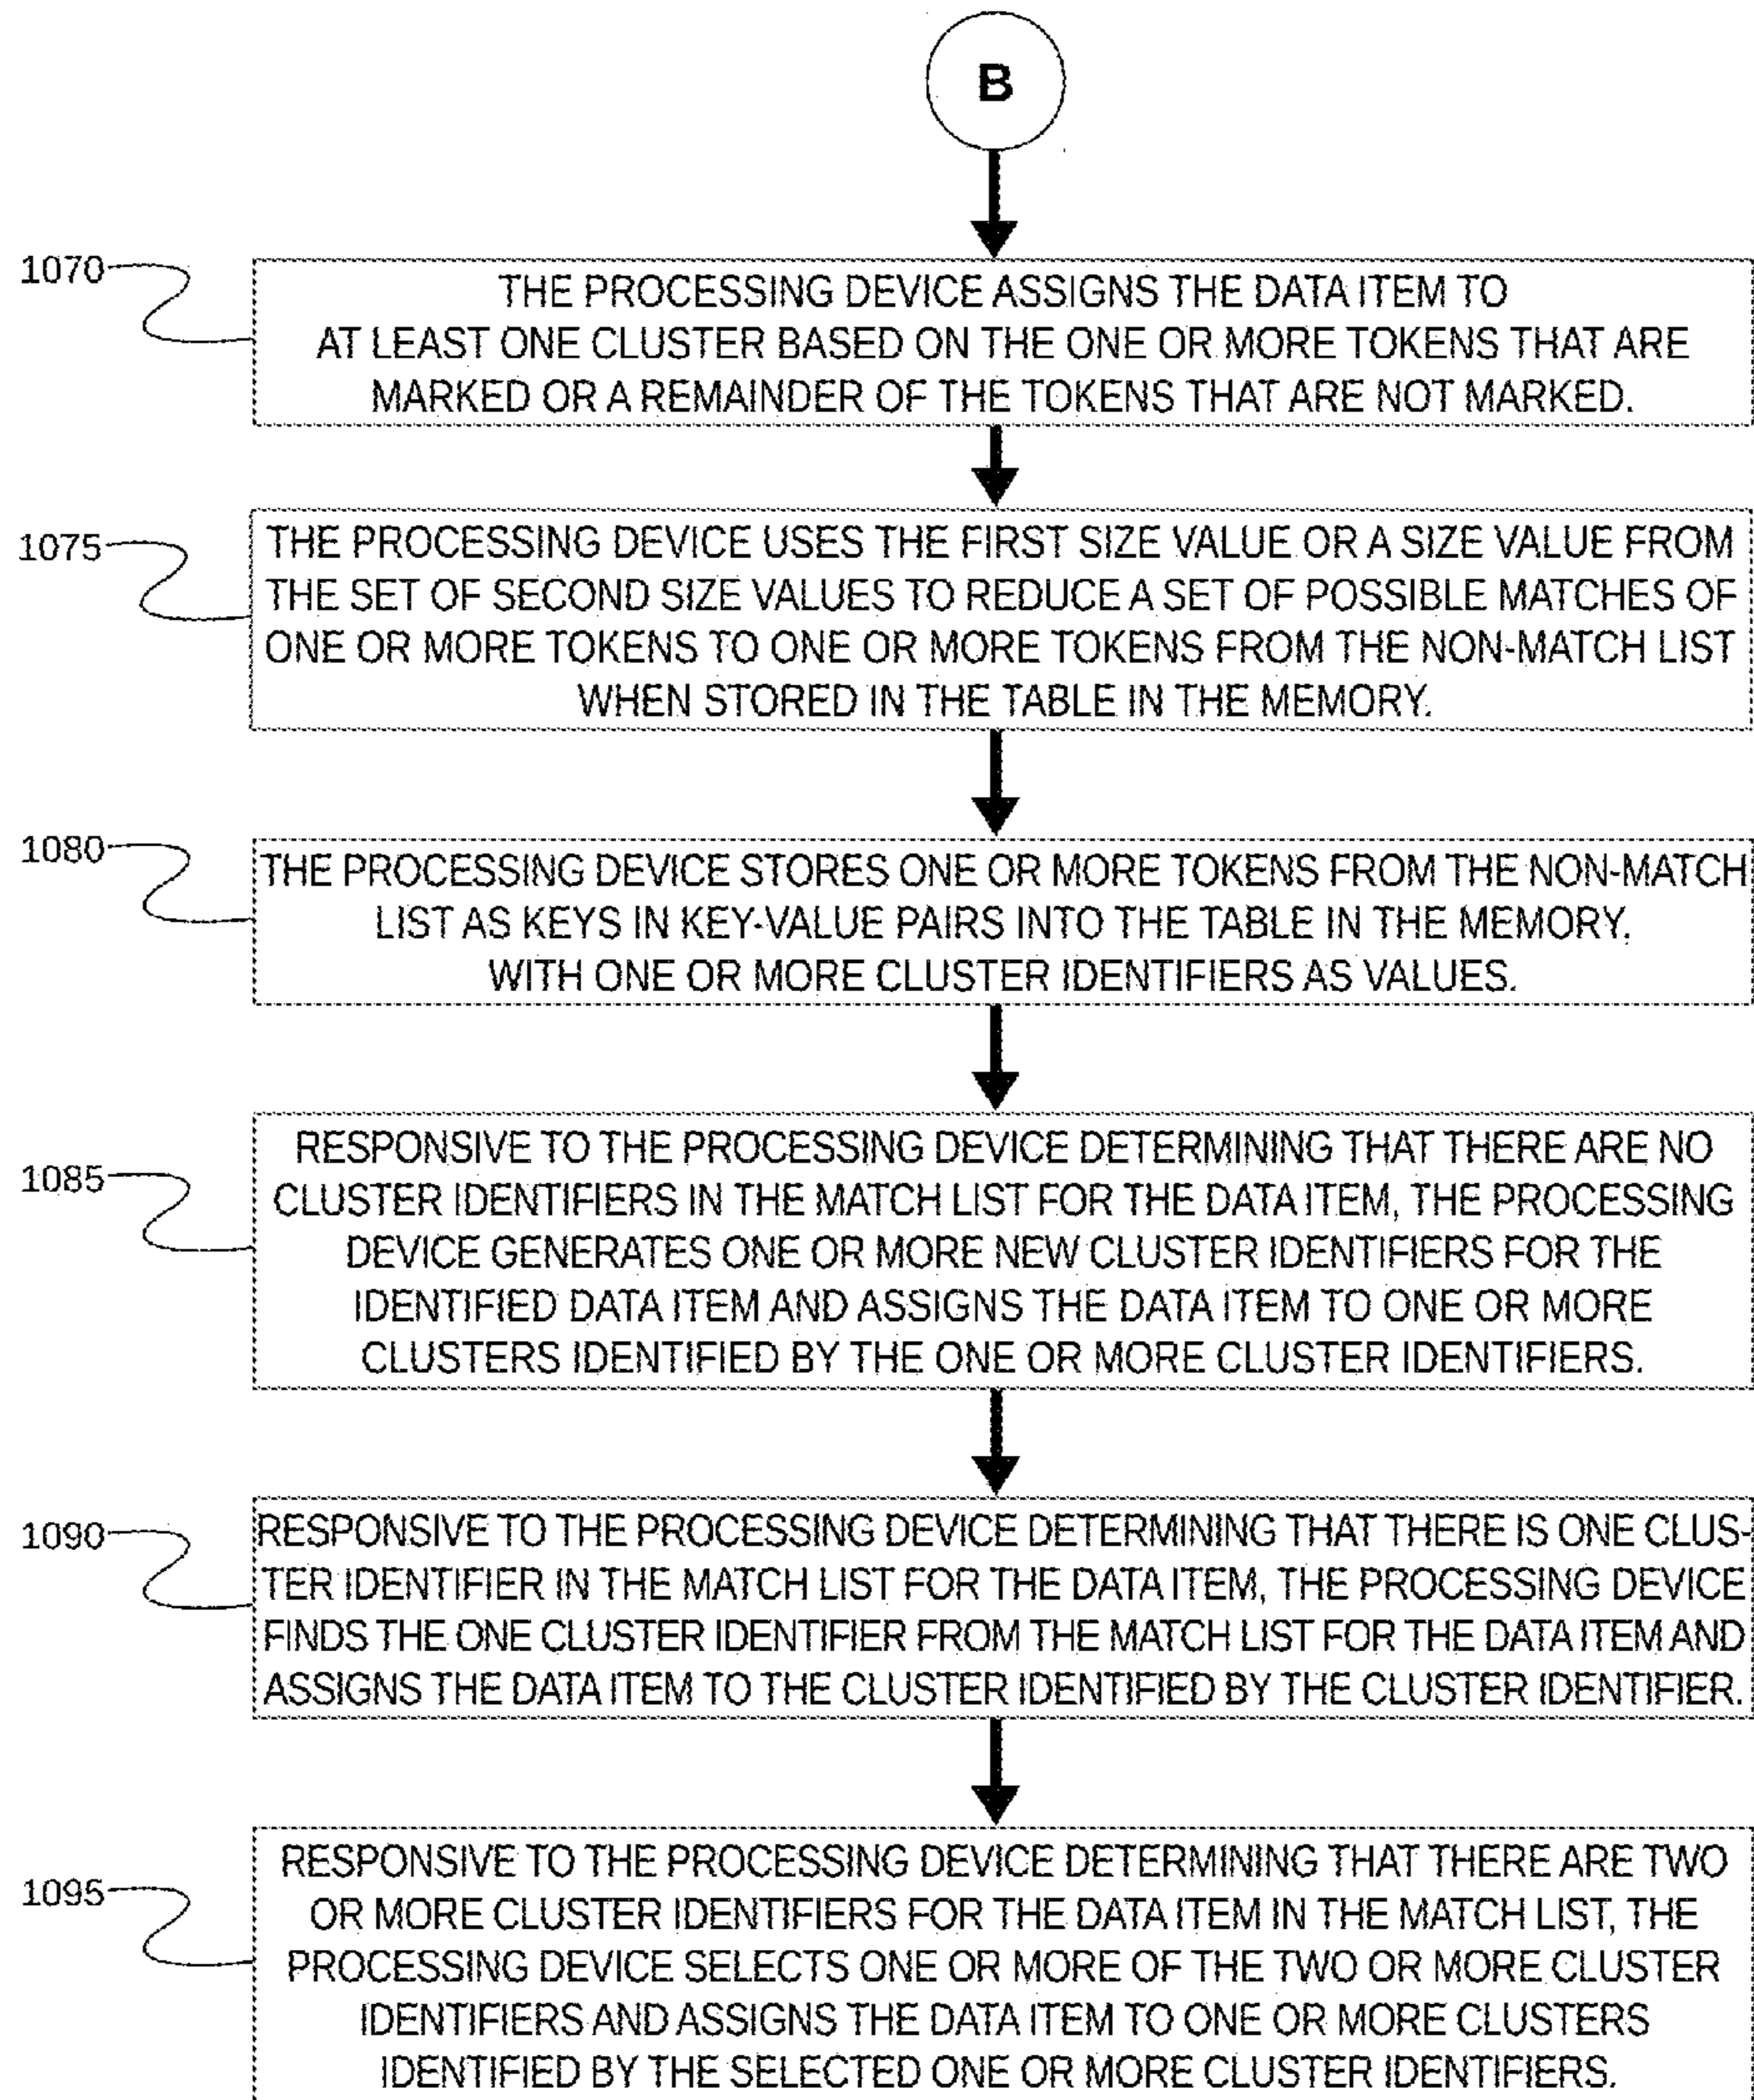 B
1070
THE PROCESSING DEVICE ASSIGNS THE DATA ITEM TO
AT LEAST ONE CLUSTER BASED ON THE ONE OR MORE TOKENS THAT ARE
MARKED OR A REMAINDER OF THE TOKENS THAT ARE NOT MARKED.
1075
THE PROCESSING DEVICE USES THE FIRST SIZE VALUE OR A SIZE VALUE FROM
THE SET OF SECOND SIZE VALUES TO REDUCE A SET OF POSSIBLE MATCHES OF
ONE OR MORE TOKENS TO ONE OR MORE TOKENS FROM THE NON-MATCH LIST
WHEN STORED IN THE TABLE IN THE MEMORY.
1080
THE PROCESSING DEVICE STORES ONE OR MORE TOKENS FROM THE NON-MATCH
LIST AS KEYS IN KEY-VALUE PAIRS INTO THE TABLE IN THE MEMORY.
WITH ONE OR MORE CLUSTER IDENTIFIERS AS VALUES.
1085
RESPONSIVE TO THE PROCESSING DEVICE DETERMINING THAT THERE ARE NO
CLUSTER IDENTIFIERS IN THE MATCH LIST FOR THE DATA ITEM, THE PROCESSING
DEVICE GENERATES ONE OR MORE NEW CLUSTER IDENTIFIERS FOR THE
IDENTIFIED DATA ITEM AND ASSIGNS THE DATA ITEM TO ONE OR MORE
CLUSTERS IDENTIFIED BY THE ONE OR MORE CLUSTER IDENTIFIERS.
1090
RESPONSIVE TO THE PROCESSING DEVICE DETERMINING THAT THERE IS ONE CLUS-
TER IDENTIFIER IN THE MATCH LIST FOR THE DATA ITEM, THE PROCESSING DEVICE
FINDS THE ONE CLUSTER IDENTIFIER FROM THE MATCH LIST FOR THE DATA ITEM AND
ASSIGNS THE DATA ITEM TO THE CLUSTER IDENTIFIED BY THE CLUSTER IDENTIFIER.
1095
RESPONSIVE TO THE PROCESSING DEVICE DETERMINING THAT THERE ARE TWO
OR MORE CLUSTER IDENTIFIERS FOR THE DATA ITEM IN THE MATCH LIST, THE
PROCESSING DEVICE SELECTS ONE OR MORE OF THE TWO OR MORE CLUSTER
IDENTIFIERS AND ASSIGNS THE DATA ITEM TO ONE OR MORE CLUSTERS
IDENTIFIED BY THE SELECTED ONE OR MORE CLUSTER IDENTIFIERS.